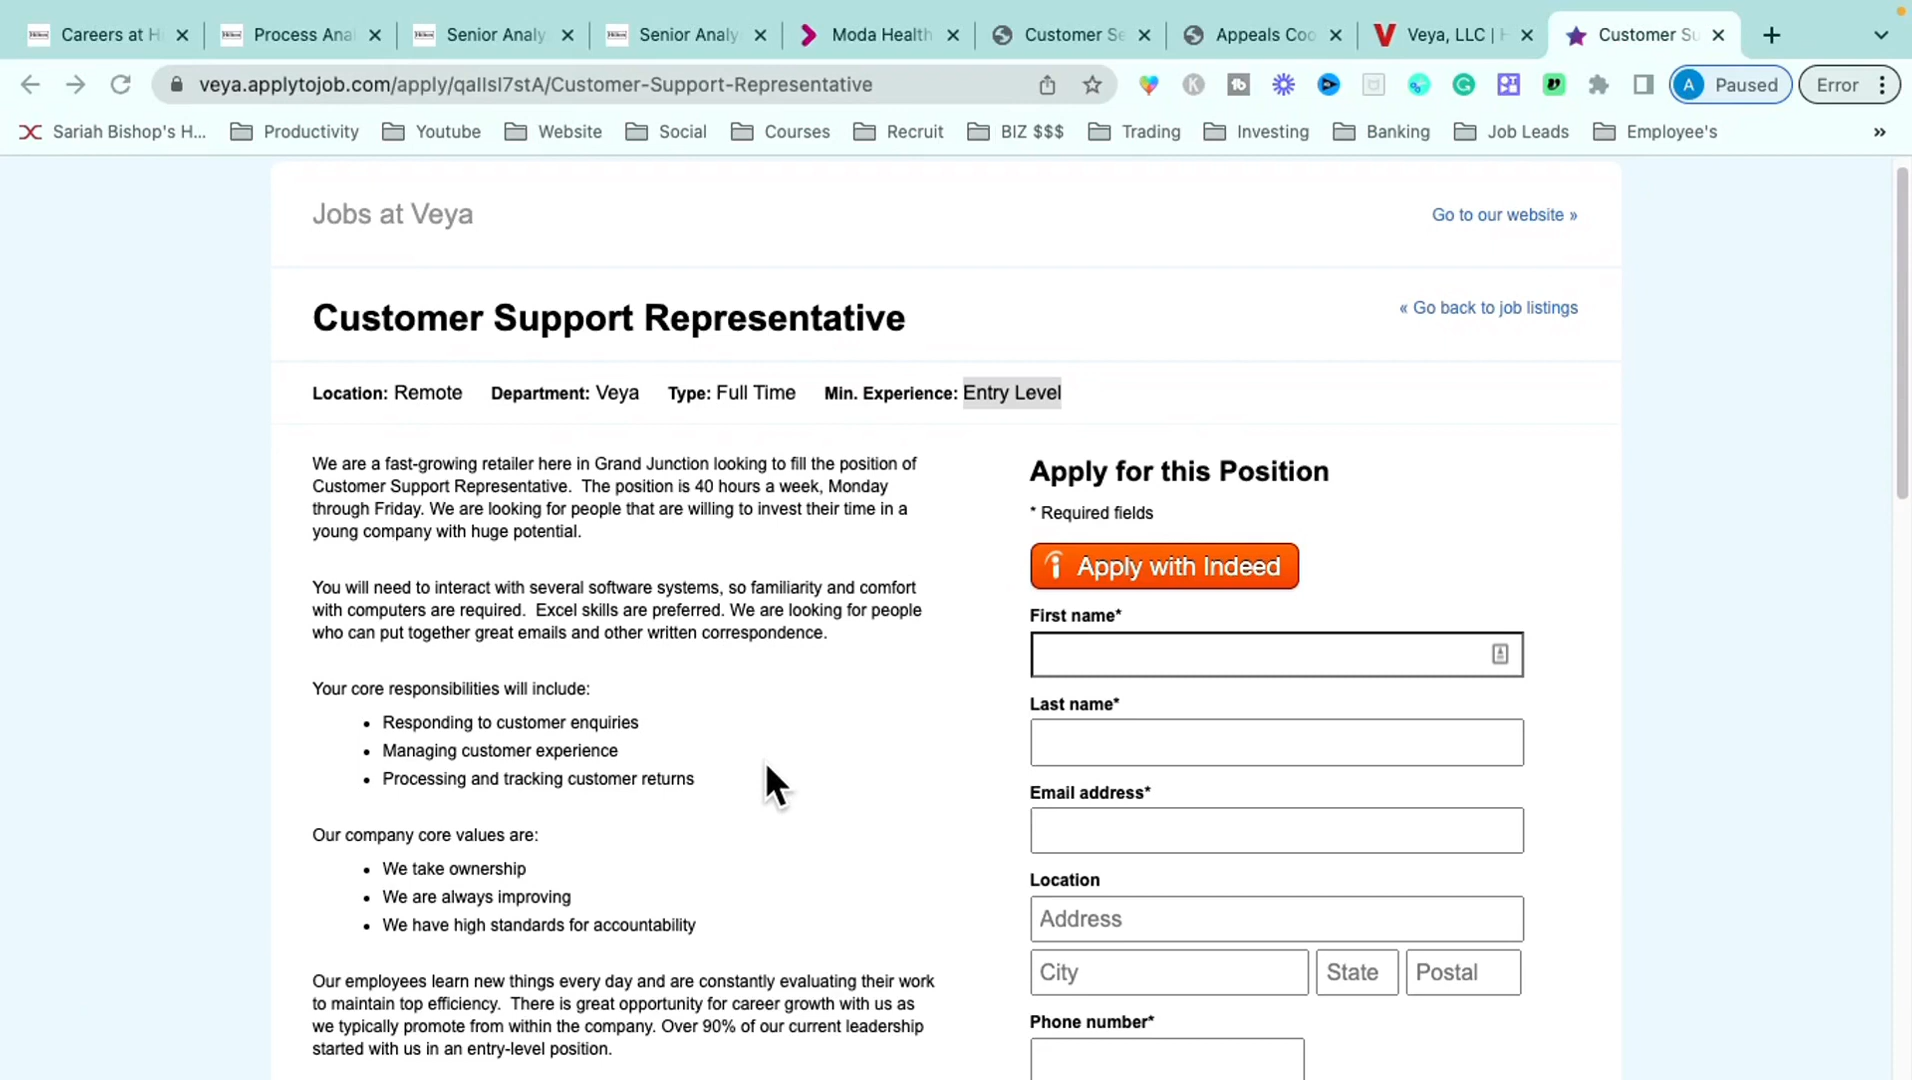 Careers at Hi
Process Anal
Senior Analy
Senior Analy
Moda Health
Customer Se
Appeals Coo
Veya, LLC | H
Customer Su
veya.applytojob.com/apply/qaIlsl7stA/Customer-Support-Representative
A Paused
Error
Sariah Bishop's H...
Productivity
Youtube
Website
Social
Courses
Recruit
BIZ $$$
Trading
Investing
Banking
Job Leads
Employee's
»
Jobs at Veya
Go to our website »
Customer Support Representative
« Go back to job listings
Location: Remote Department: Veya Type: Full Time Min. Experience: Entry Level
We are a fast-growing retailer here in Grand Junction looking to fill the position of
Customer Support Representative. The position is 40 hours a week, Monday
through Friday. We are looking for people that are willing to invest their time in a
young company with huge potential.
You will need to interact with several software systems, so familiarity and comfort
with computers are required. Excel skills are preferred. We are looking for people
who can put together great emails and other written correspondence.
Your core responsibilities will include:
• Responding to customer enquiries
• Managing customer experience
• Processing and tracking customer returns
Our company core values are:
• We take ownership
• We are always improving
• We have high standards for accountability
Our employees learn new things every day and are constantly evaluating their work
to maintain top efficiency. There is great opportunity for career growth with us as
we typically promote from within the company. Over 90% of our current leadership
started with us in an entry-level position.
Apply for this Position
* Required fields
Apply with Indeed
First name*
Last name*
Email address*
Location
Address
City
State
Postal
Phone number*